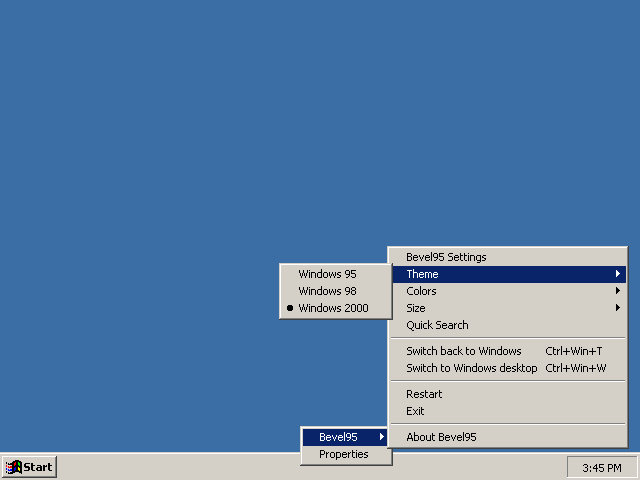 Bevel95 Settings
Theme
Colors
Size
Quick Search
Switch back to Windows Ctrl+Win+T
Switch to Windows desktop Ctrl+Win+W
Restart
Exit
About Bevel95
Windows 95
Windows 98
Windows 2000
Bevel95
Properties
Start
3:45 PM